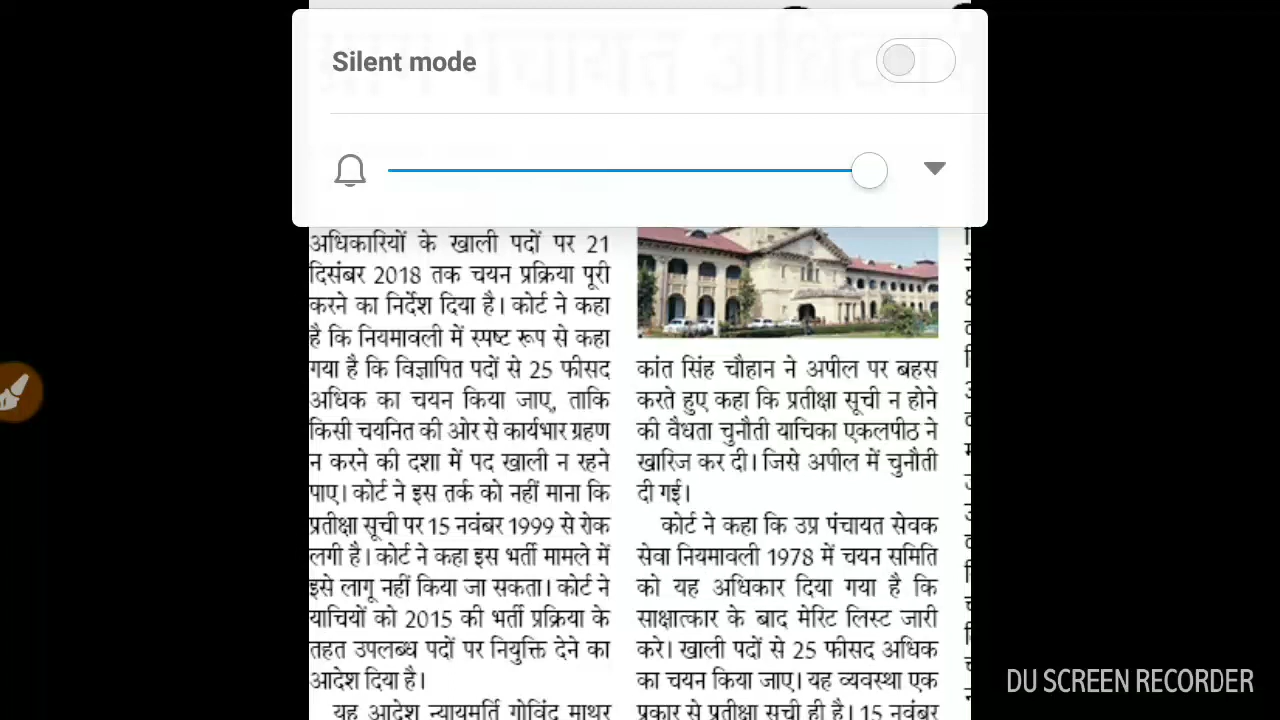 Silent mode
अधिकारियों के खाली पदों पर 21
दिसंबर 2018 तक चयन प्रक्रिया पूरी
करने का निर्देश दिया है। कोर्ट ने कहा
है कि नियमावली में स्पष्ट रूप से कहा
गया है कि विज्ञापित पदों से 25 फीसद
अधिक का चयन किया जाए, ताकि
किसी चयनित की ओर से कार्यभार ग्रहण
न करने की दशा में पद खाली न रहने
पाए। कोर्ट ने इस तर्क को नहीं माना कि
प्रतीक्षा सूची पर 15 नवंबर 1999 से रोक
लगी है। कोर्ट ने कहा इस भर्ती मामले में
इसे लागू नहीं किया जा सकता। कोर्ट ने
याचियों को 2015 की भर्ती प्रक्रिया के
तहत उपलब्ध पदों पर नियुक्ति देने का
आदेश दिया है।
यह आदेश न्यायमूर्ति गोविंद माथुर
कांत सिंह चौहान ने अपील पर बहस
करते हुए कहा कि प्रतीक्षा सूची न होने
की वैधता चुनौती याचिका एकलपीठ ने
खारिज कर दी। जिसे अपील में चुनौती
दी गई।
कोर्ट ने कहा कि उप्र पंचायत सेवक
सेवा नियमावली 1978 में चयन समिति
को यह अधिकार दिया गया है कि
साक्षात्कार के बाद मेरिट लिस्ट जारी
करे। खाली पदों से 25 फीसद अधिक
का चयन किया जाए। यह व्यवस्था एक
प्रकार से प्रतीक्षा सूची ही है। 15 नवंबर
DU SCREEN RECORDER